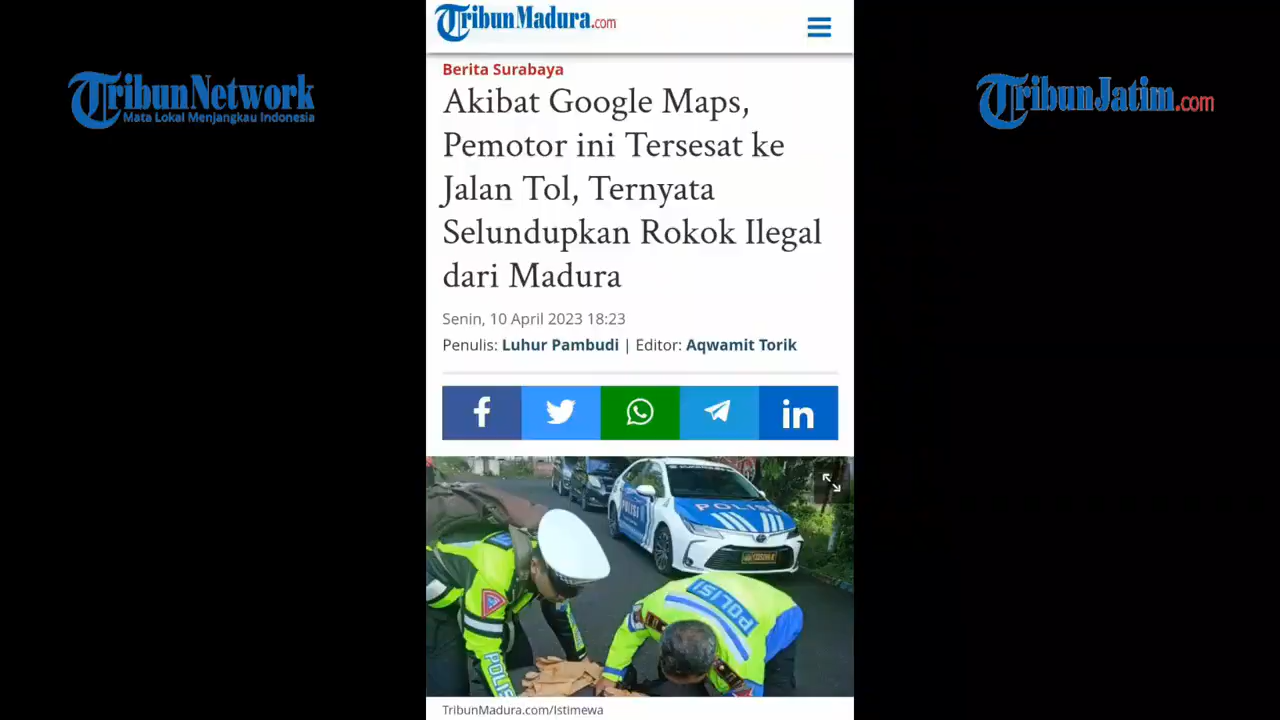 TribunMadura.com
TribunNetwork
Mata Lokal Menjangkau Indonesia
TribunJatim.com
Berita Surabaya
Akibat Google Maps,
Pemotor ini Tersesat ke
Jalan Tol, Ternyata
Selundupkan Rokok Ilegal
dari Madura
Senin, 10 April 2023 18:23
Penulis: Luhur Pambudi | Editor: Aqwamit Torik
POLISI
POLISI
POLISI
POLIS
TribunMadura.com/Istimewa